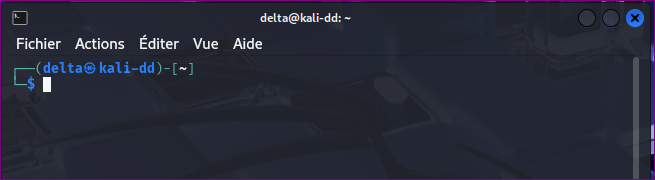 delta@kali-dd: ~
Fichier Actions Éditer Vue Aide
┌──(delta㉿kali-dd)-[~]
└─$